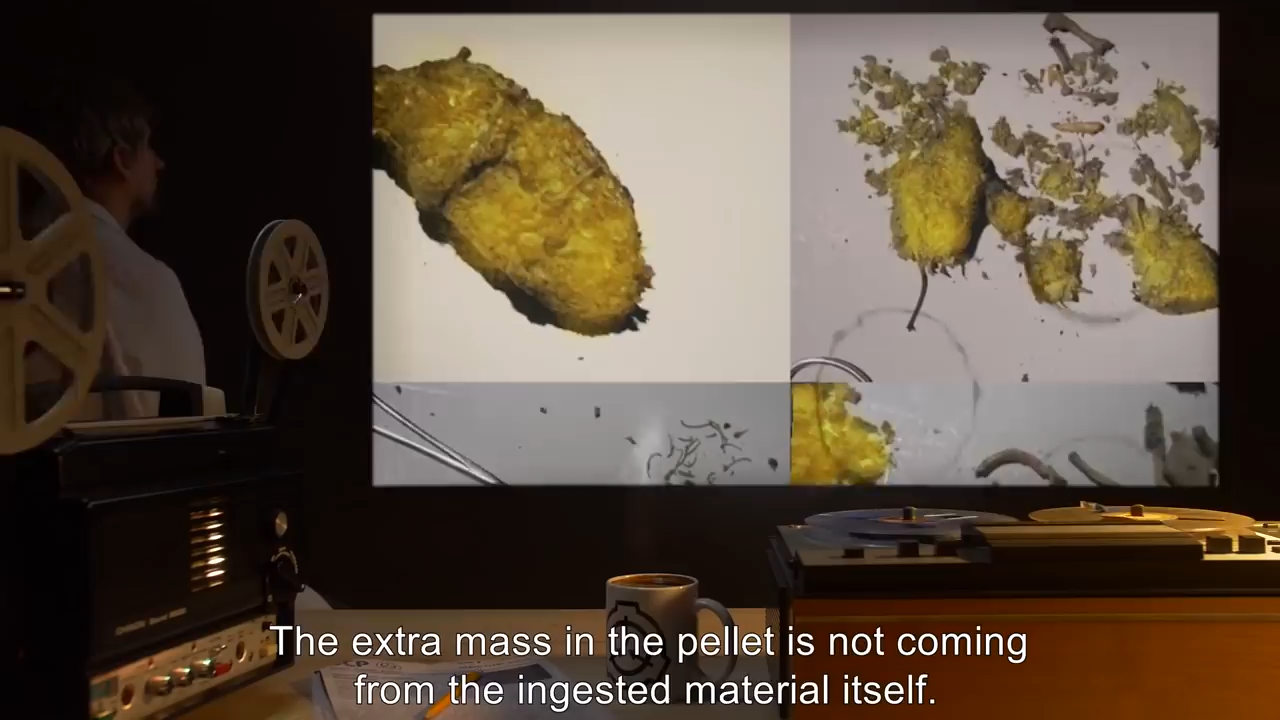 The extra mass in the pellet is not coming
from the ingested material itself.